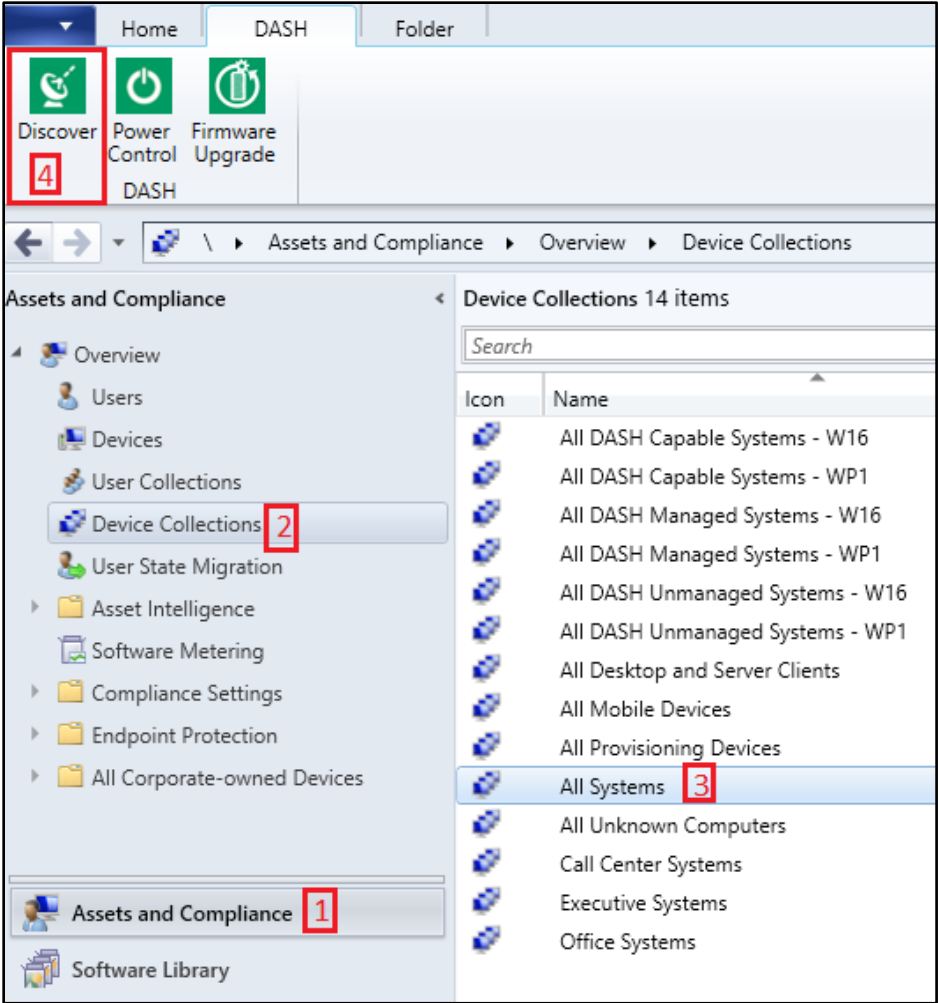 Home DASH Folder
Discover Power Control Firmware Upgrade
4
DASH
\ Assets and Compliance Overview Device Collections
Assets and Compliance
Overview
Users
Devices
User Collections
Device Collections 2
User State Migration
Asset Intelligence
Software Metering
Compliance Settings
Endpoint Protection
All Corporate-owned Devices
Assets and Compliance 1
Software Library
Device Collections 14 items
Search
Icon Name
All DASH Capable Systems - W16
All DASH Capable Systems - WP1
All DASH Managed Systems - W16
All DASH Managed Systems - WP1
All DASH Unmanaged Systems - W16
All DASH Unmanaged Systems - WP1
All Desktop and Server Clients
All Mobile Devices
All Provisioning Devices
All Systems 3
All Unknown Computers
Call Center Systems
Executive Systems
Office Systems